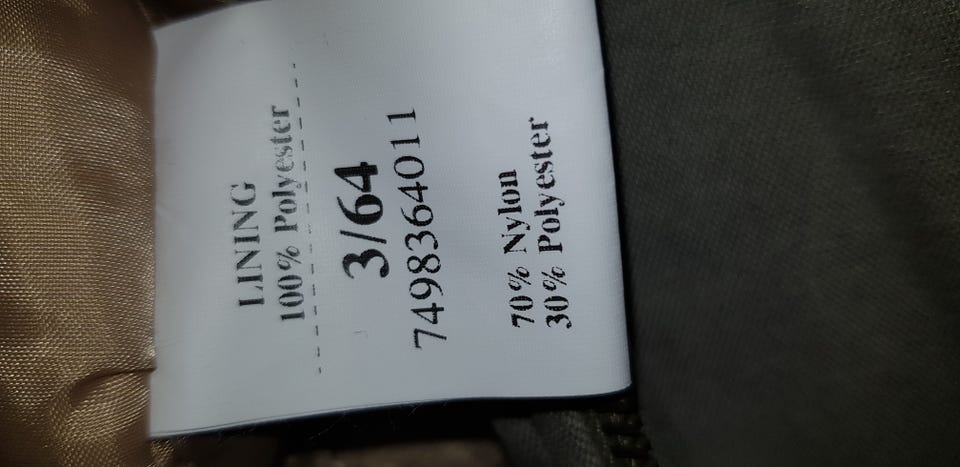 LINING
100% Polyester
3/64
7498364011
70% Nylon
30% Polyester